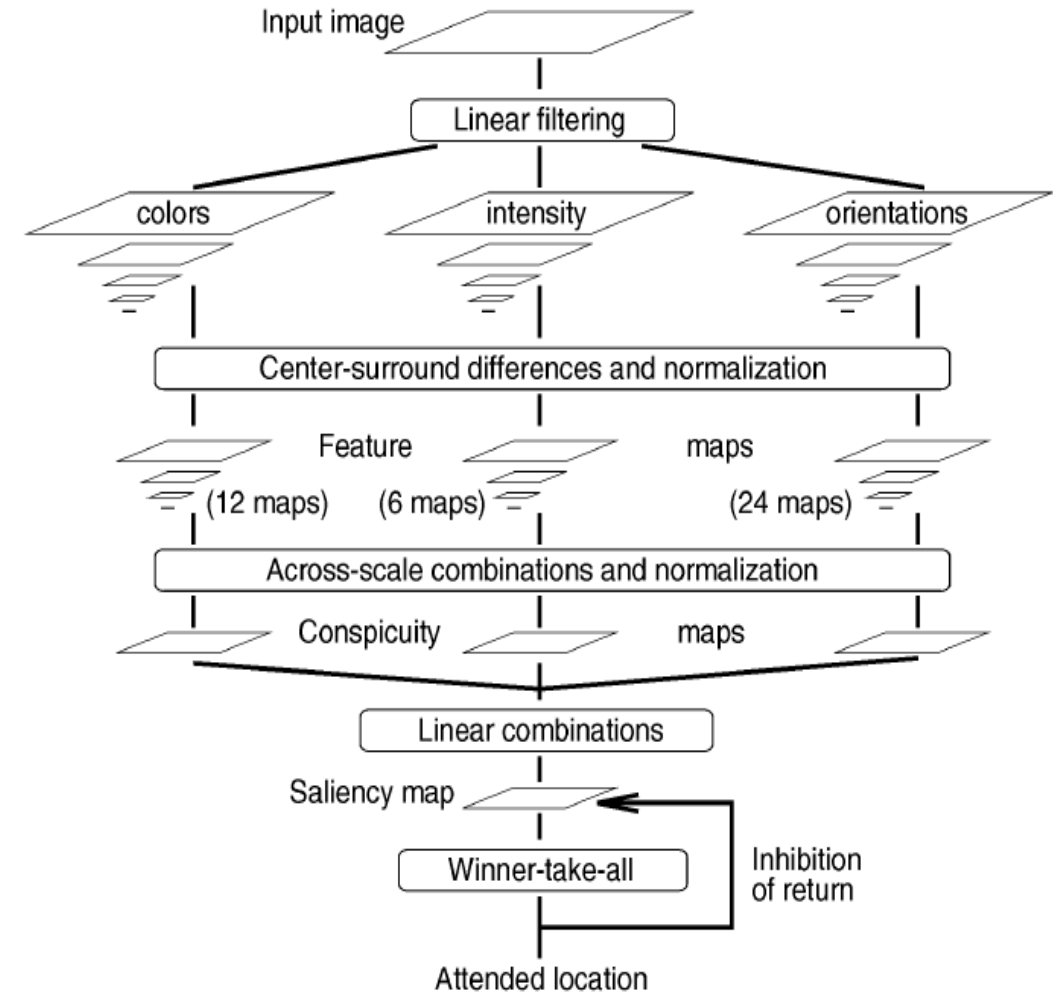 Input image
Linear filtering
colors
intensity
orientations
Center-surround differences and normalization
Feature maps
(12 maps) (6 maps) (24 maps)
Across-scale combinations and normalization
Conspicuity maps
Linear combinations
Saliency map
Winner-take-all
Inhibition
of return
Attended location